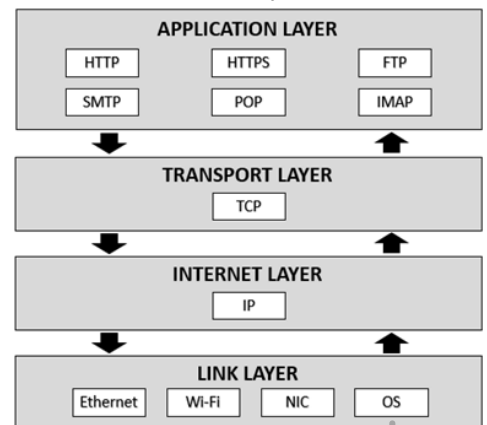 APPLICATION LAYER
HTTP HTTPS FTP
SMTP POP IMAP
TRANSPORT LAYER
TCP
INTERNET LAYER
IP
LINK LAYER
Ethernet Wi-Fi NIC OS